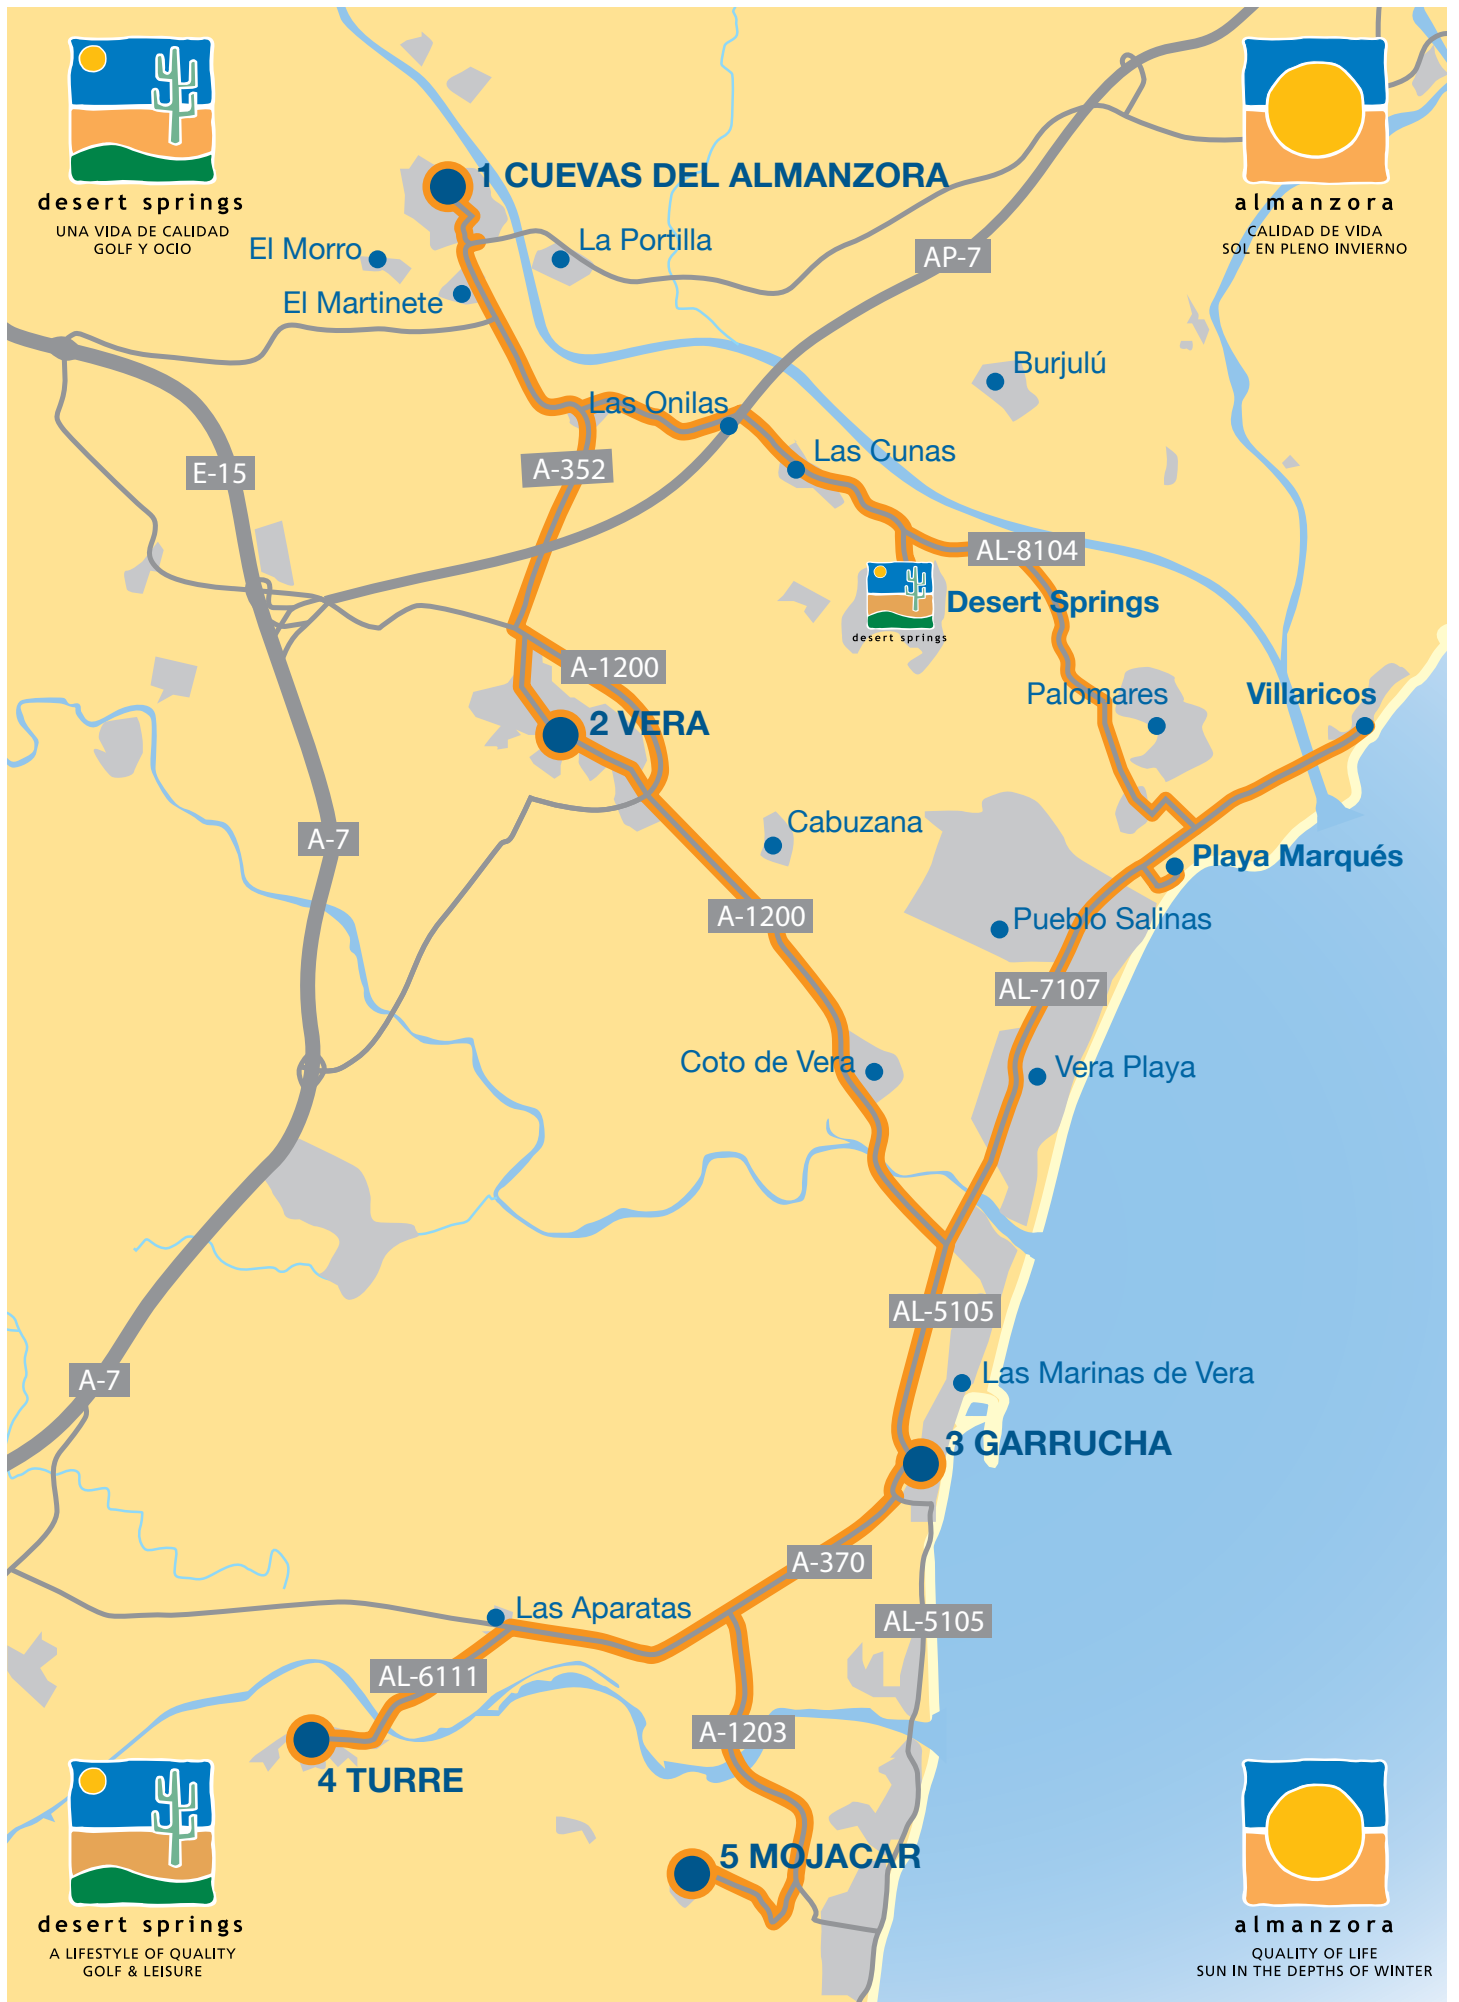 desert springs
UNA VIDA DE CALIDAD
GOLF Y OCIO
almanzora
CALIDAD DE VIDA
SOL EN PLENO INVIERNO
1 CUEVAS DEL ALMANZORA
El Morro
La Portilla
AP-7
El Martinete
Burjulú
Las Onilas
Las Cunas
E-15
A-352
AL-8104
Desert Springs
desert springs
A-1200
Palomares
Villaricos
2 VERA
Cabuzana
A-7
Playa Marqués
A-1200
Pueblo Salinas
AL-7107
Coto de Vera
Vera Playa
AL-5105
A-7
Las Marinas de Vera
3 GARRUCHA
A-370
Las Aparatas
AL-5105
AL-6111
A-1203
4 TURRE
5 MOJACAR
desert springs
A LIFESTYLE OF QUALITY
GOLF & LEISURE
almanzora
QUALITY OF LIFE
SUN IN THE DEPTHS OF WINTER